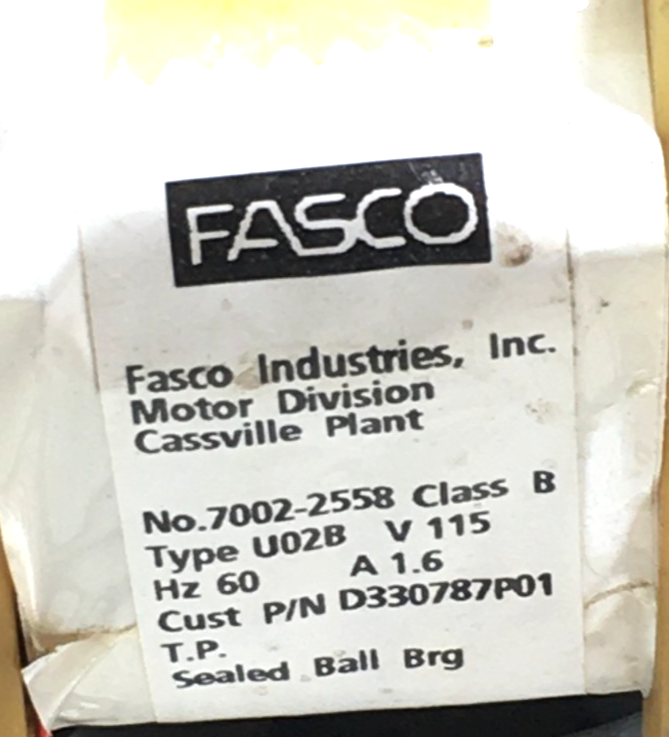 FASCO
Fasco Industries, Inc.
Motor Division
Cassville Plant
No.7002-2558 Class B
Type U02B V 115
Hz 60 A 1.6
Cust P/N D330787P01
T.P.
Sealed Ball Brg